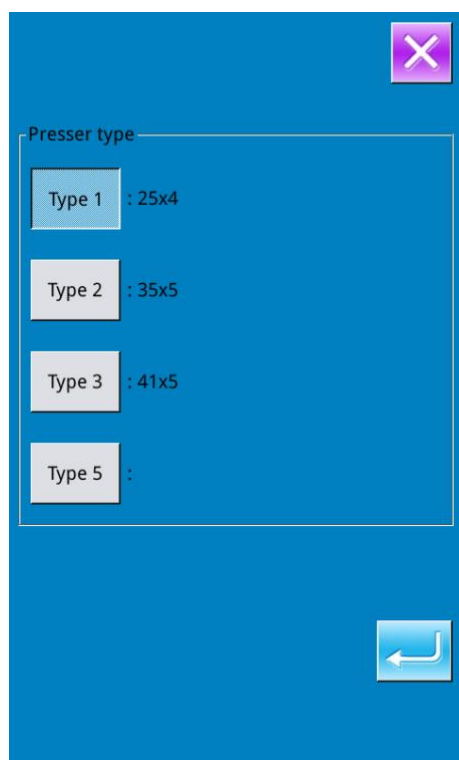 Presser type
Type 1 : 25x4
Type 2 : 35x5
Type 3 : 41x5
Type 5 :